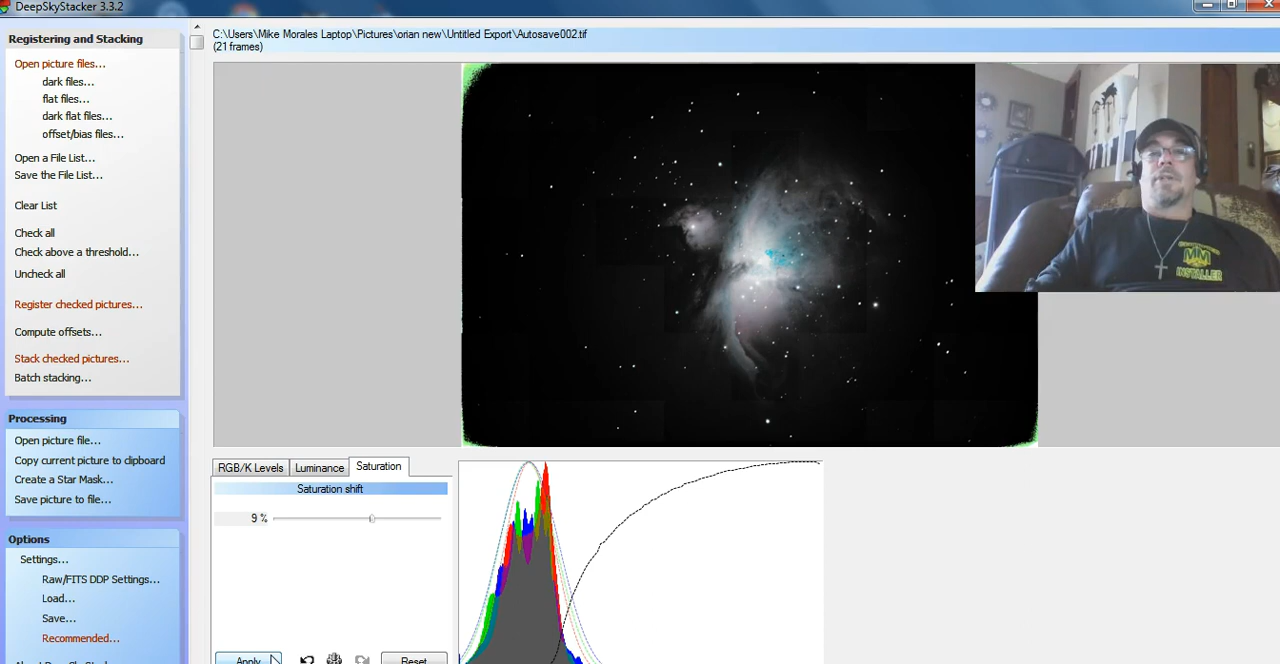 DeepSkyStacker 3.3.2
Registering and Stacking
Open picture files...
dark files...
flat files...
dark flat files...
offset/bias files...
Open a File List...
Save the File List...
Clear List
Check all
Check above a threshold...
Uncheck all
Register checked pictures...
Compute offsets...
Stack checked pictures...
Batch stacking...
Processing
Open picture file...
Copy current picture to clipboard
Create a Star Mask...
Save picture to file...
Options
Settings...
Raw/FITS DDP Settings...
Load...
Save...
Recommended...
C:\Users\Mike Morales Laptop\Pictures\orian new\Untitled Export\Autosave002.tif
(21 frames)
MM
INSTALLER
RGB/K Levels
Luminance
Saturation
Saturation shift
9 %
Apply
Reset